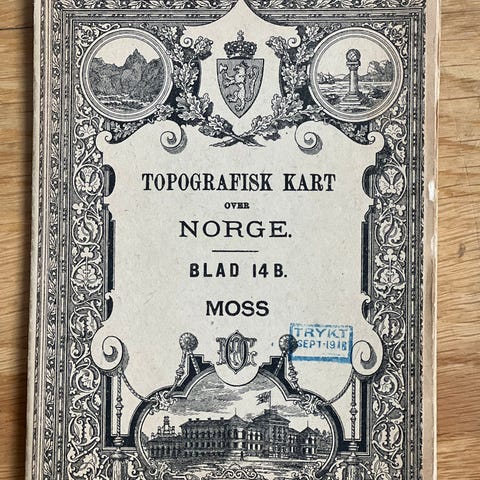 TOPOGRAFISK KART
OVER
NORGE.
BLAD 14 B.
MOSS
TRYKT
SEPT-1918